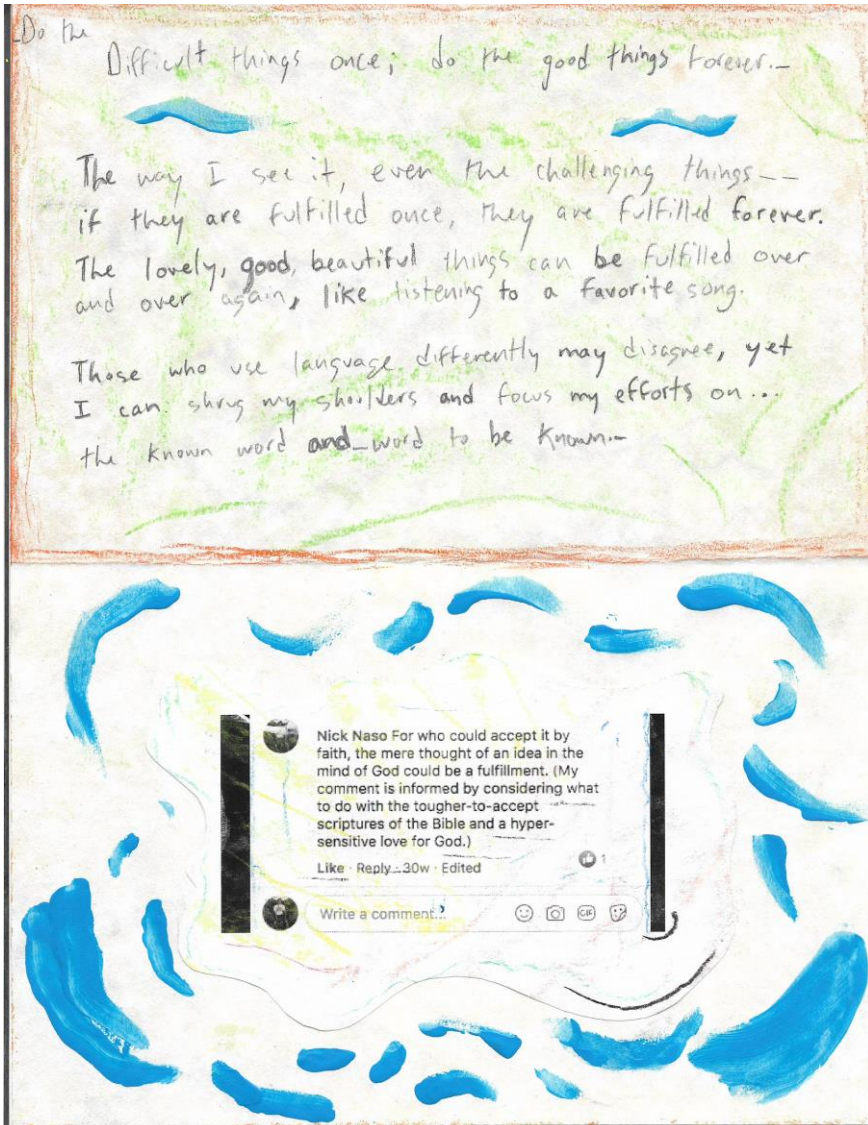 Do the
Difficult things once; do the good things forever.—
The way I see it, even the challenging things——
if they are fulfilled once, they are fulfilled forever.
The lovely, good, beautiful things can be fulfilled over
and over again, like listening to a favorite song.
Those who use language differently may disagree, yet
I can shrug my shoulders and focus my efforts on...
the known word and—word to be known.—
Nick Naso For who could accept it by
faith, the mere thought of an idea in the
mind of God could be a fulfillment. (My
comment is informed by considering what
to do with the tougher-to-accept
scriptures of the Bible and a hyper-
sensitive love for God.)
Like · Reply · 30w · Edited
1
Write a comment...
GIF